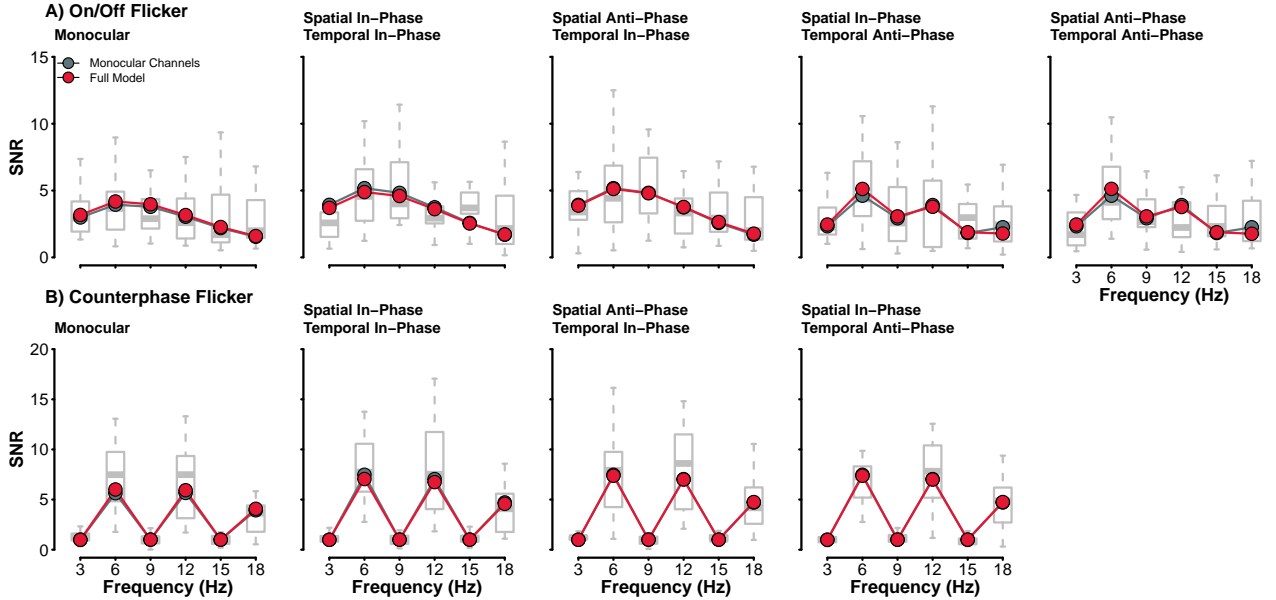 A) On/Off Flicker
Monocular
Spatial In−Phase
Temporal In−Phase
Spatial Anti−Phase
Temporal In−Phase
Spatial In−Phase
Temporal Anti−Phase
Spatial Anti−Phase
Temporal Anti−Phase
Monocular Channels
Full Model
SNR
15
10
5
0
3 6 9 12 15 18
Frequency (Hz)
B) Counterphase Flicker
Monocular
Spatial In−Phase
Temporal In−Phase
Spatial Anti−Phase
Temporal In−Phase
Spatial In−Phase
Temporal Anti−Phase
SNR
20
15
10
5
0
3 6 9 12 15 18
3 6 9 12 15 18
3 6 9 12 15 18
3 6 9 12 15 18
Frequency (Hz)
Frequency (Hz)
Frequency (Hz)
Frequency (Hz)